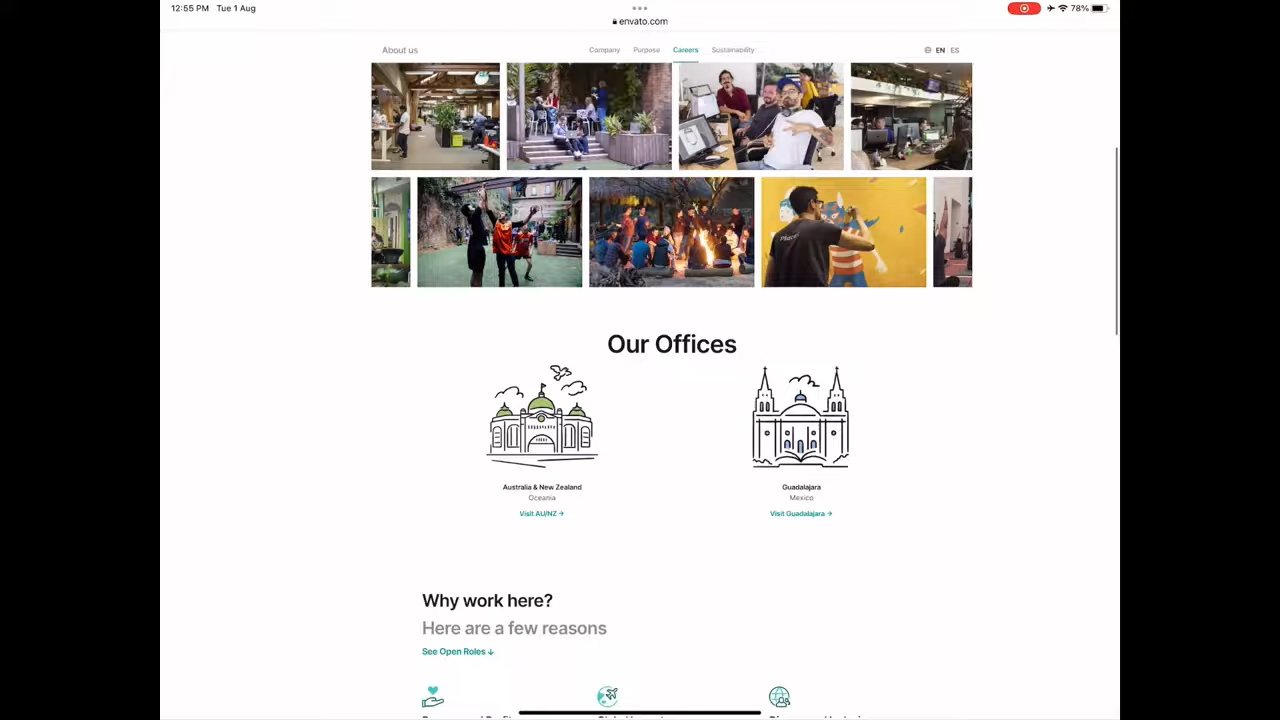 12:55 PM Tue 1 Aug
78%
envato.com
About us
Company Purpose Careers Sustainability
EN ES
Our Offices
Australia & New Zealand
Oceania
Visit AU/NZ →
Guadalajara
Mexico
Visit Guadalajara →
Why work here?
Here are a few reasons
See Open Roles ↓